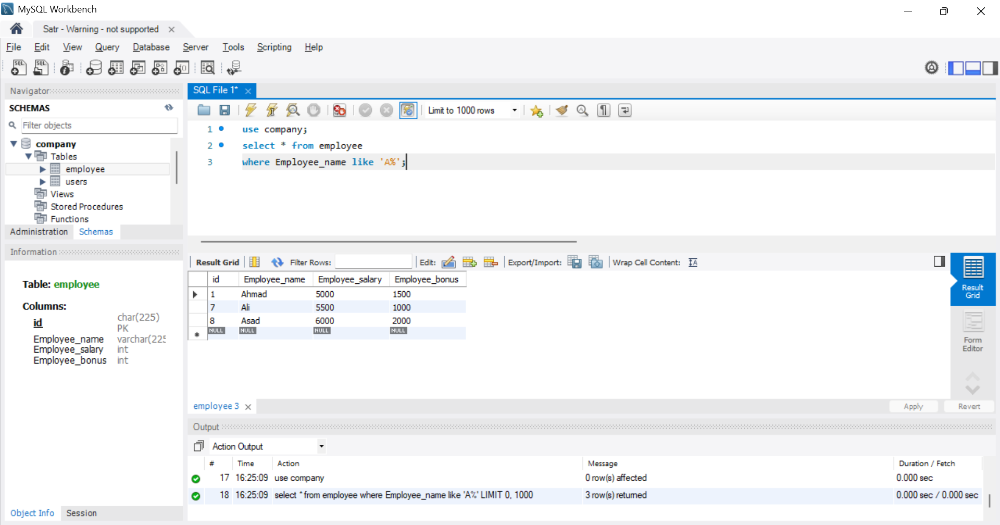 MySQL Workbench
Satr - Warning - not supported
File Edit View Query Database Server Tools Scripting Help
Navigator
SCHEMAS
Filter objects
company
Tables
employee
users
Views
Stored Procedures
Functions
Administration Schemas
Information
Table: employee
Columns:
id char(225) PK
Employee_name varchar(225
Employee_salary int
Employee_bonus int
Object Info Session
SQL File 1*
Limit to 1000 rows
1 use company;
2 select * from employee
3 where Employee_name like 'A%';
Result Grid Filter Rows: Edit: Export/Import: Wrap Cell Content:
id Employee_name Employee_salary Employee_bonus
1 Ahmad 5000 1500
7 Ali 5500 1000
8 Asad 6000 2000
NULL NULL NULL NULL
Result Grid
Form Editor
employee 3
Apply Revert
Output
Action Output
# Time Action Message Duration / Fetch
17 16:25:09 use company 0 row(s) affected 0.000 sec
18 16:25:09 select * from employee where Employee_name like 'A%' LIMIT 0, 1000 3 row(s) returned 0.000 sec / 0.000 sec